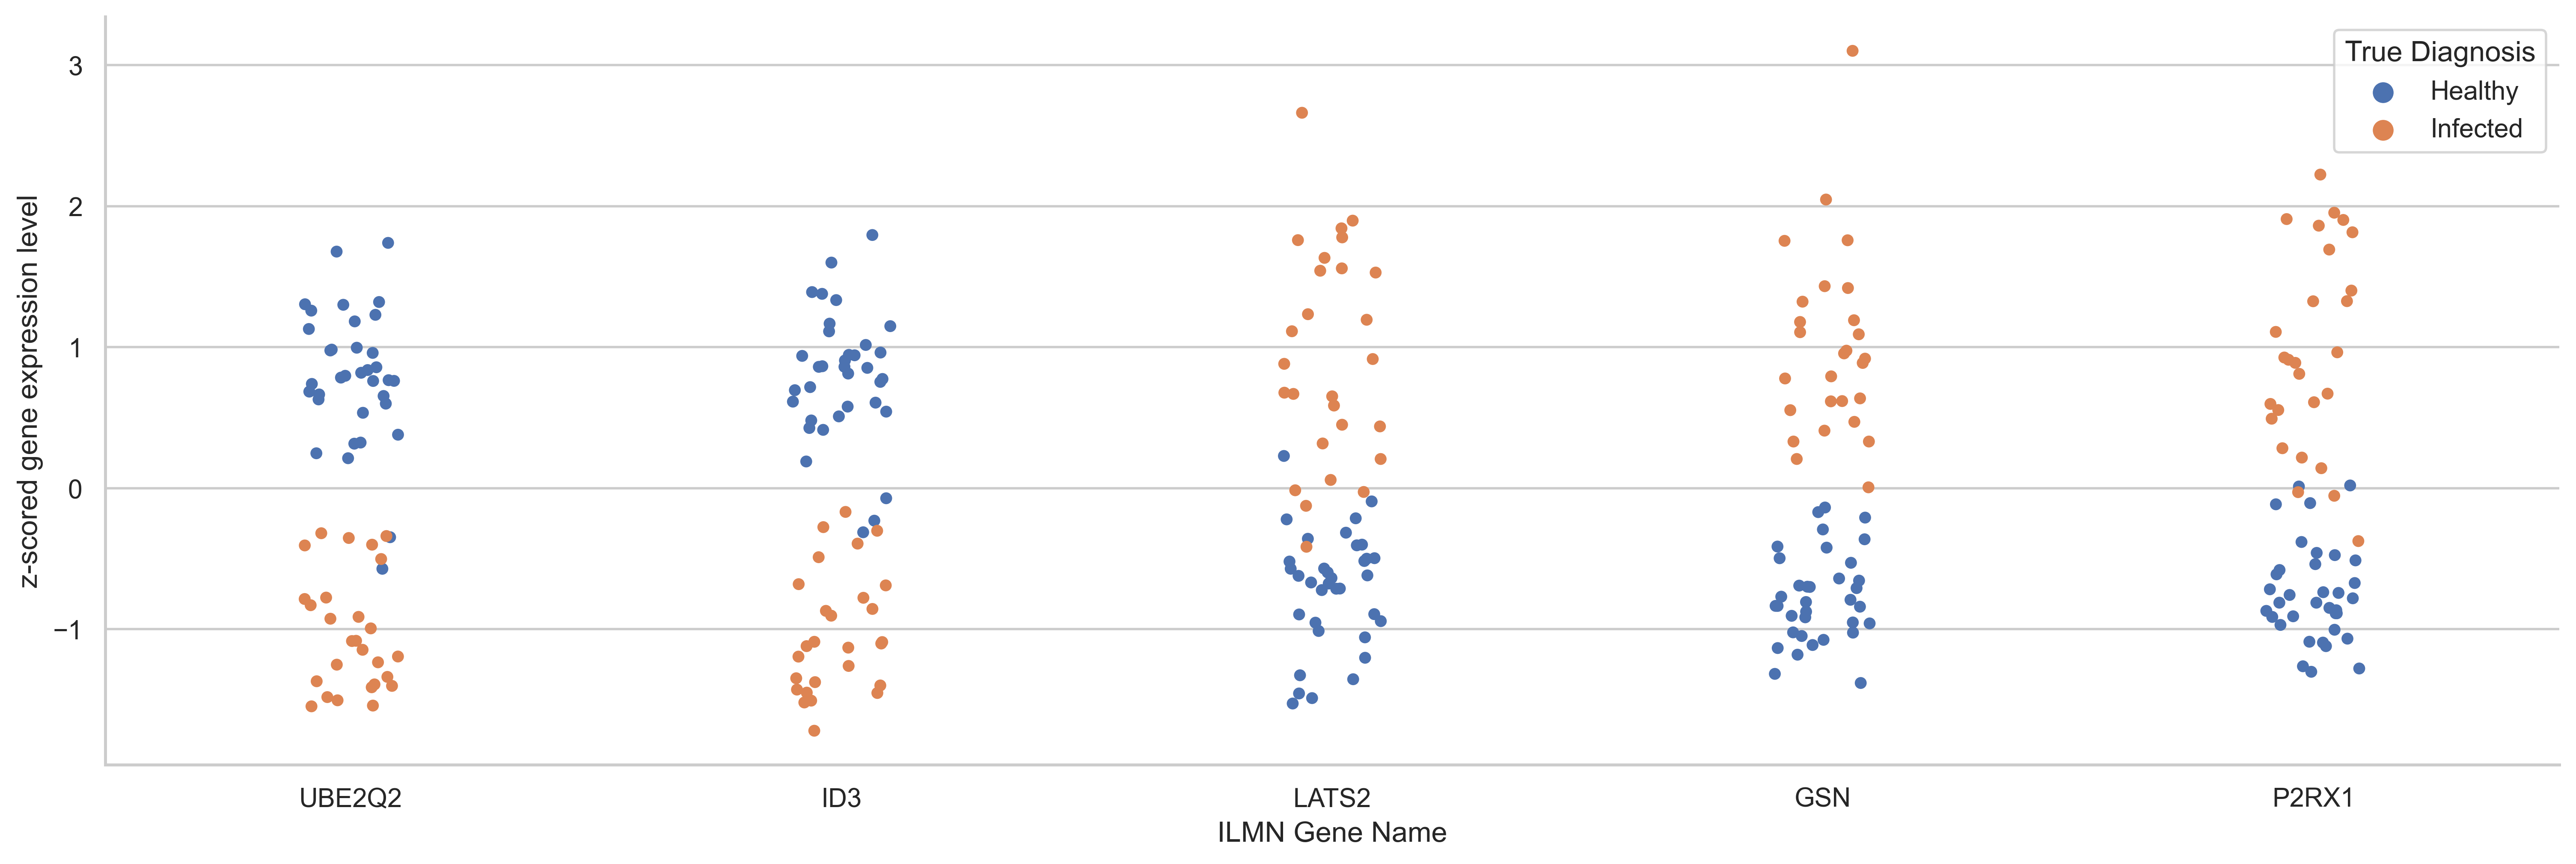 True Diagnosis
Healthy
Infected
z-scored gene expression level
3
2
1
0
−1
UBE2Q2 ID3 LATS2 GSN P2RX1
ILMN Gene Name